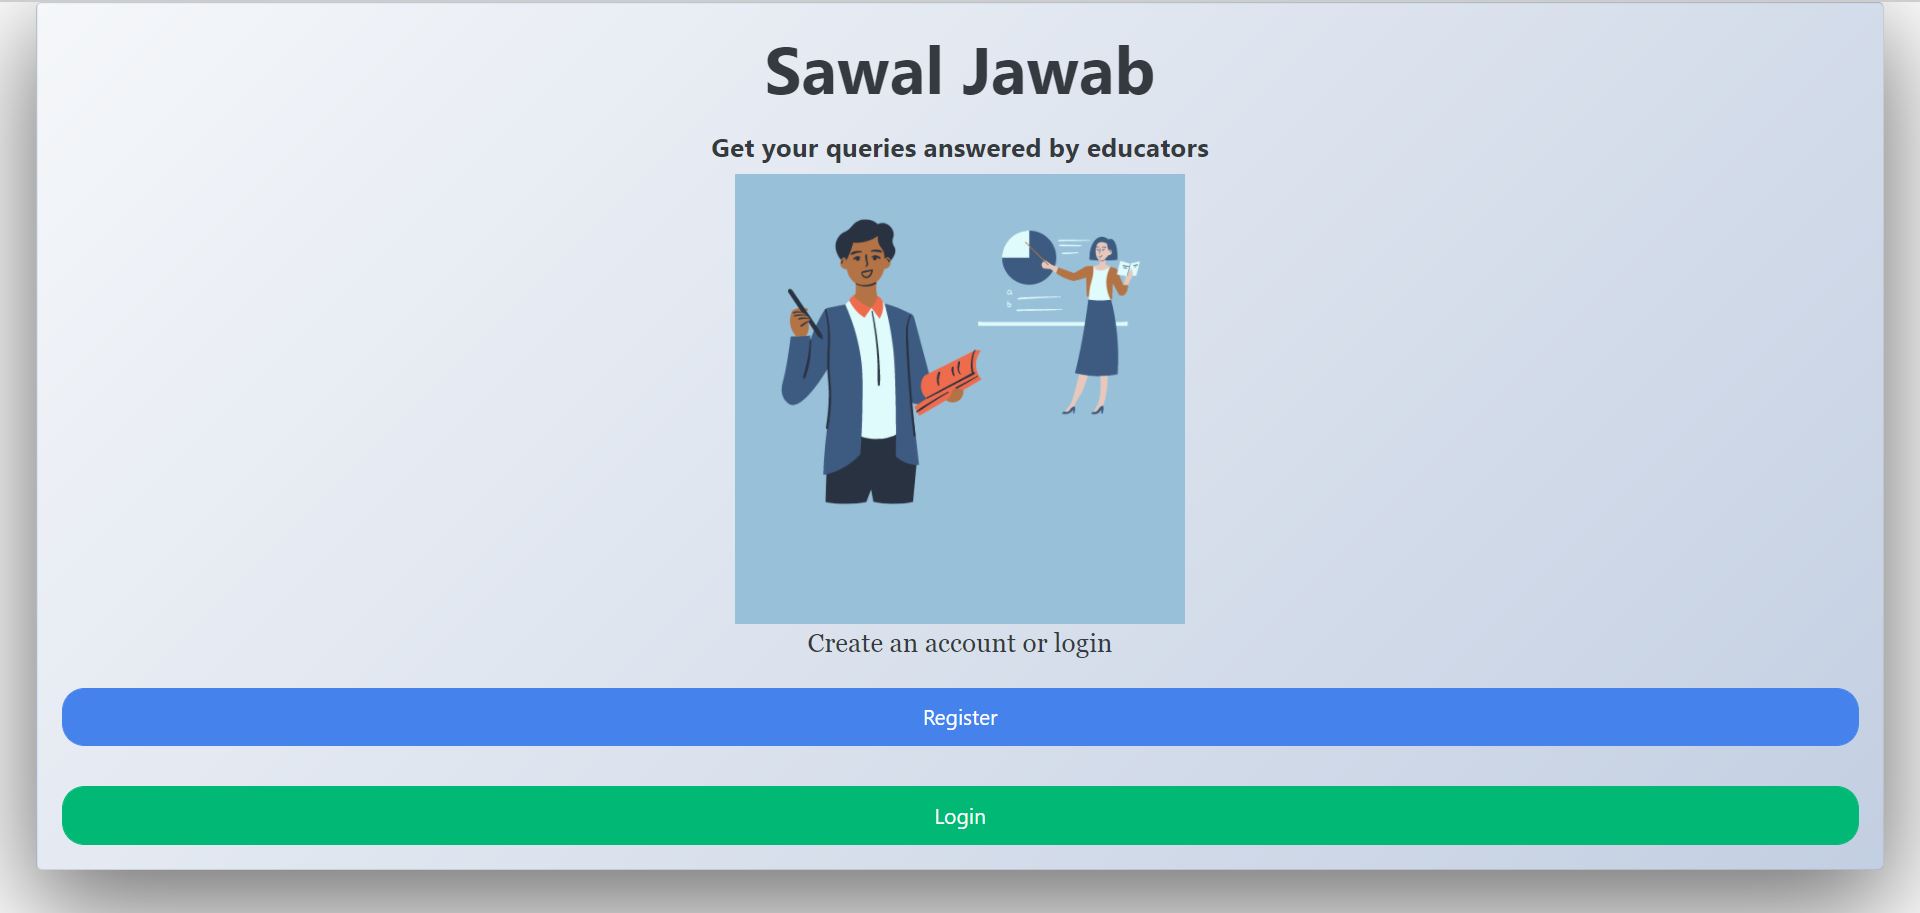 Sawal Jawab
Get your queries answered by educators
a
b
Create an account or login
Register
Login